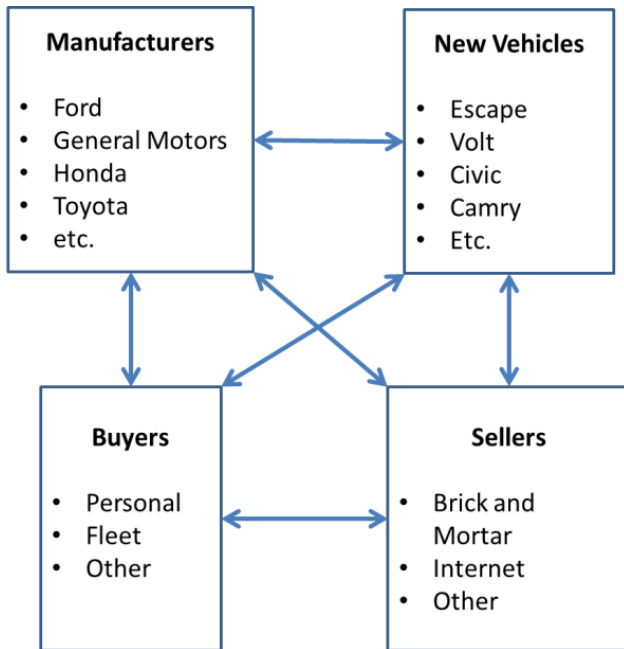 Manufacturers
• Ford
• General Motors
• Honda
• Toyota
• etc.
New Vehicles
• Escape
• Volt
• Civic
• Camry
• Etc.
Buyers
• Personal
• Fleet
• Other
Sellers
• Brick and
Mortar
• Internet
• Other